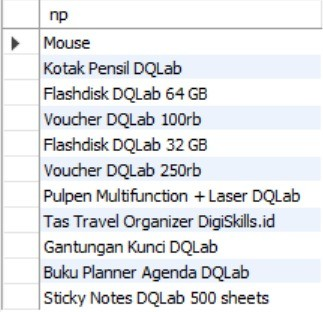 np
Mouse
Kotak Pensil DQLab
Flashdisk DQLab 64 GB
Voucher DQLab 100rb
Flashdisk DQLab 32 GB
Voucher DQLab 250rb
Pulpen Multifunction + Laser DQLab
Tas Travel Organizer DigiSkills.id
Gantungan Kunci DQLab
Buku Planner Agenda DQLab
Sticky Notes DQLab 500 sheets